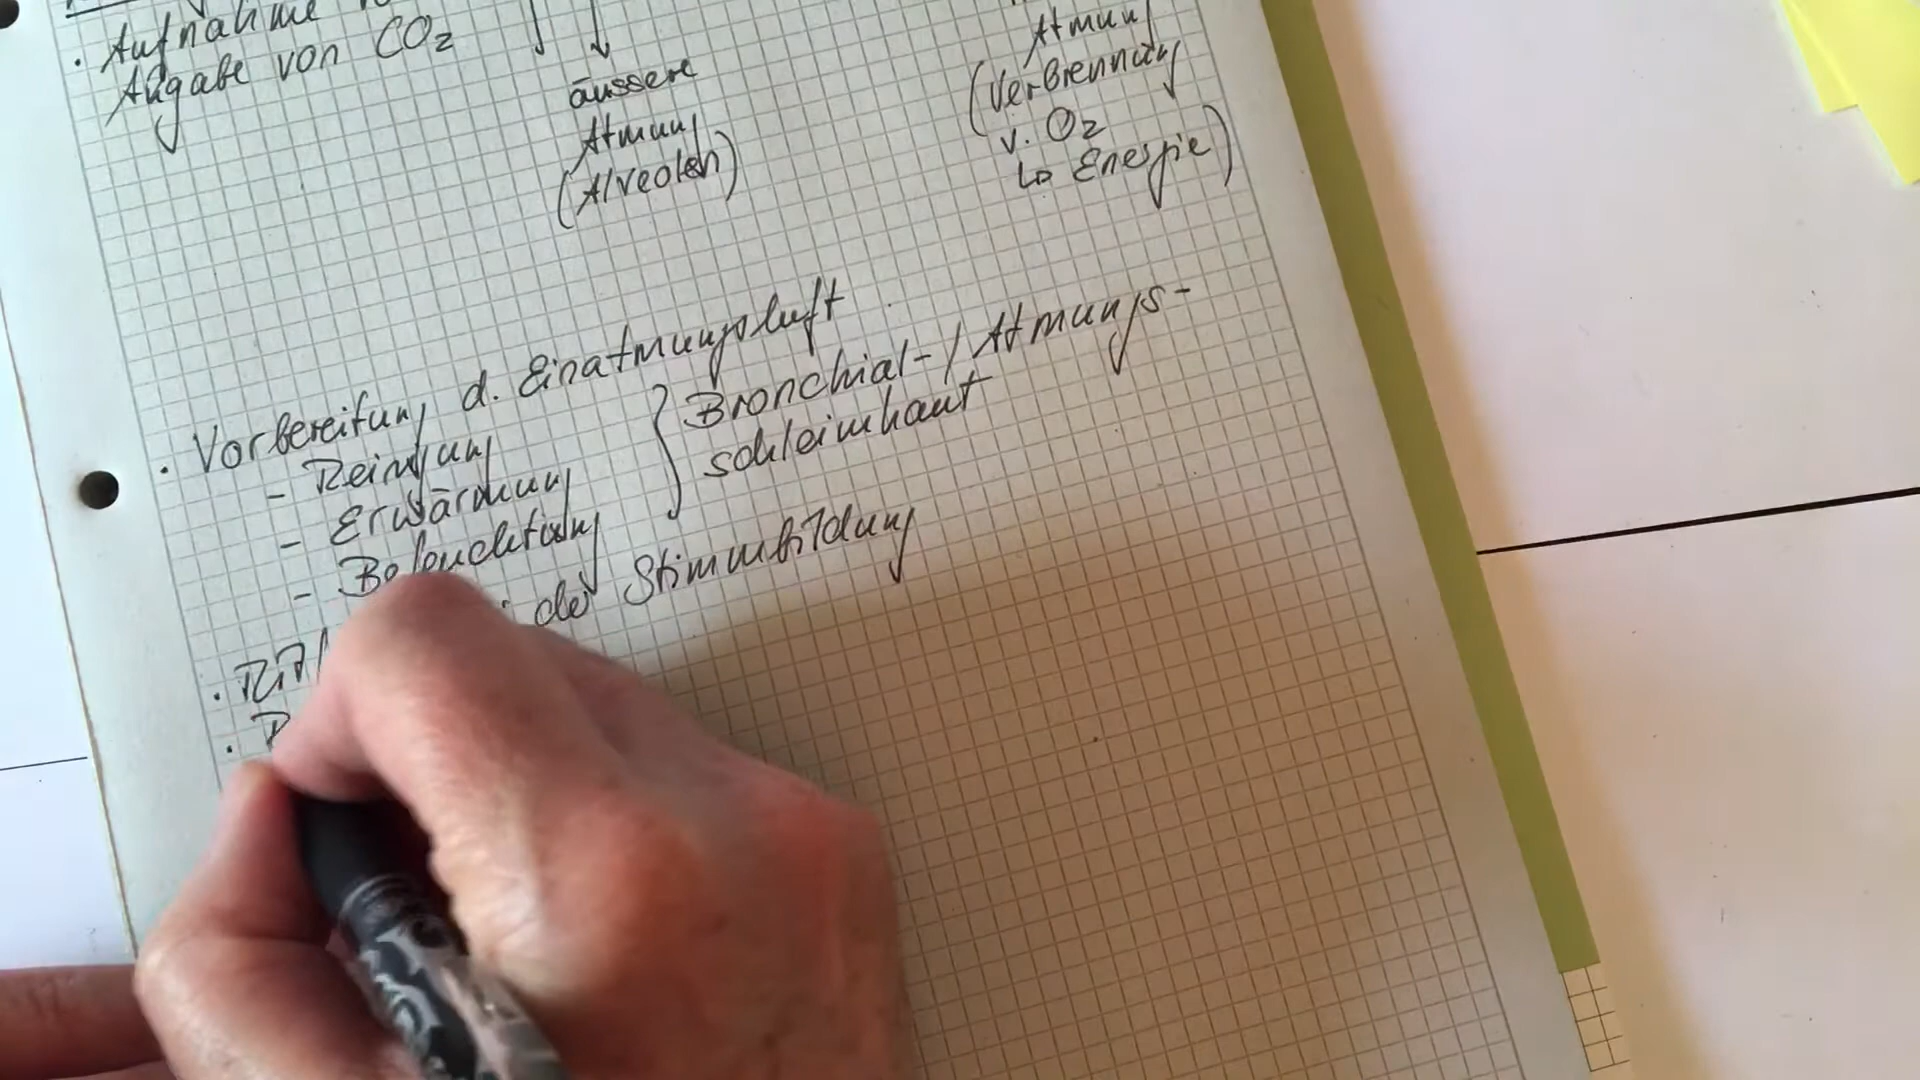 · Aufnahme
Abgabe von CO₂
äussere
Atmung
(Alveolen)
Atmung
(Verbrennung
v. O₂
↳ Energie)
· Vorbereitung d. Einatmungsluft
- Reinigung
- Erwärmung
- Befeuchtung
} Bronchial-/Atmungs-
schleimhaut
· der Stimmbildung
·